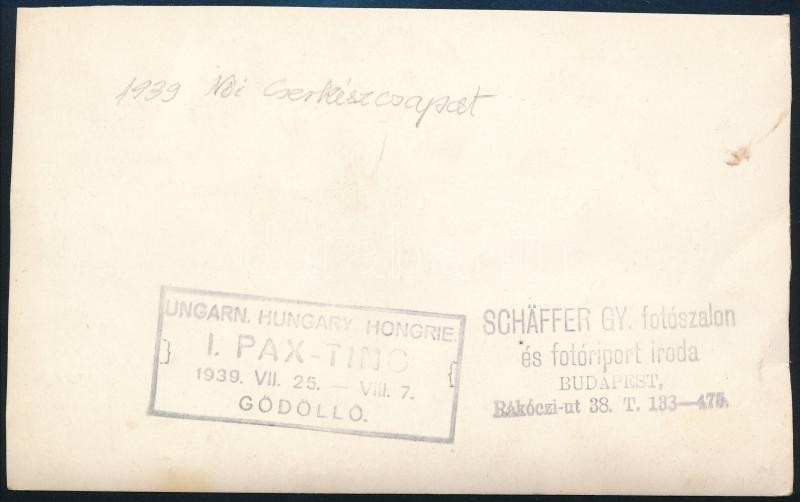 1939 Női Cserkészcsapat
darabanth
UNGARN. HUNGARY. HONGRIE.
I. PAX-TING
1939. VII. 25. — VIII. 7.
GÖDÖLLŐ.
SCHÄFFER GY. fotószalon
és fotóriport iroda
BUDAPEST,
Rákóczi-ut 38. T. 133—475.